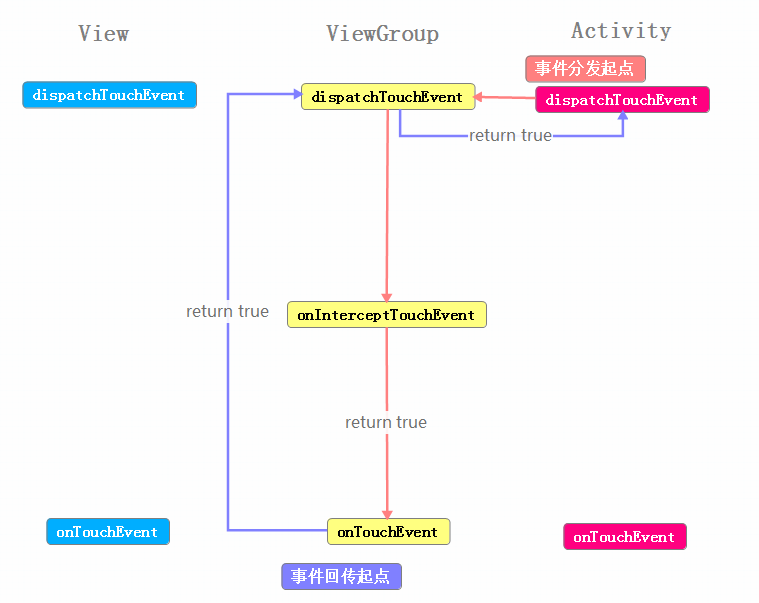 View
ViewGroup
Activity
事件分发起点
dispatchTouchEvent
dispatchTouchEvent
dispatchTouchEvent
return true
return true
onInterceptTouchEvent
return true
onTouchEvent
onTouchEvent
onTouchEvent
事件回传起点